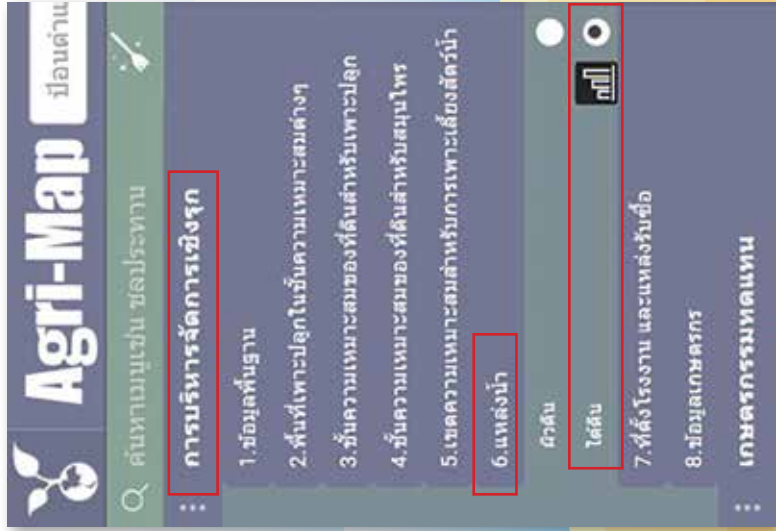 Agri-Map
ป้อนคำแ
ค้นหาเมนูเช่น ชลประทาน
การบริหารจัดการเชิงรุก
1.ข้อมูลพื้นฐาน
2.พื้นที่เพาะปลูกในชั้นความเหมาะสมต่างๆ
3.ชั้นความเหมาะสมของที่ดินสำหรับเพาะปลูก
4.ชั้นความเหมาะสมของที่ดินสำหรับสมุนไพร
5.เขตความเหมาะสมสำหรับการเพาะเลี้ยงสัตว์น้ำ
6.แหล่งน้ำ
ผิวดิน
ใต้ดิน
7.ที่ตั้งโรงงาน และแหล่งรับซื้อ
8.ข้อมูลเกษตรกร
เกษตรกรรมทดแทน